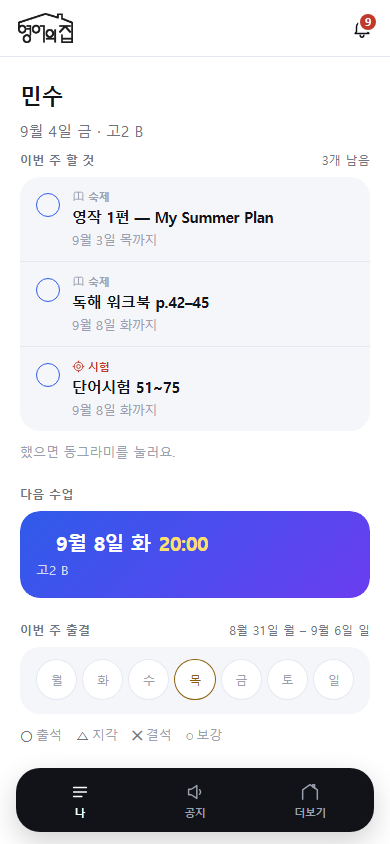 영어의집
9
민수
9월 4일 금 · 고2 B
이번 주 할 것 3개 남음
숙제
영작 1편 — My Summer Plan
9월 3일 목까지
숙제
독해 워크북 p.42–45
9월 8일 화까지
시험
단어시험 51~75
9월 8일 화까지
했으면 동그라미를 눌러요.
다음 수업
9월 8일 화 20:00
고2 B
이번 주 출결 8월 31일 월 – 9월 6일 일
월 화 수 목 금 토 일
○ 출석 △ 지각 ✕ 결석 ○ 보강
나 공지 더보기